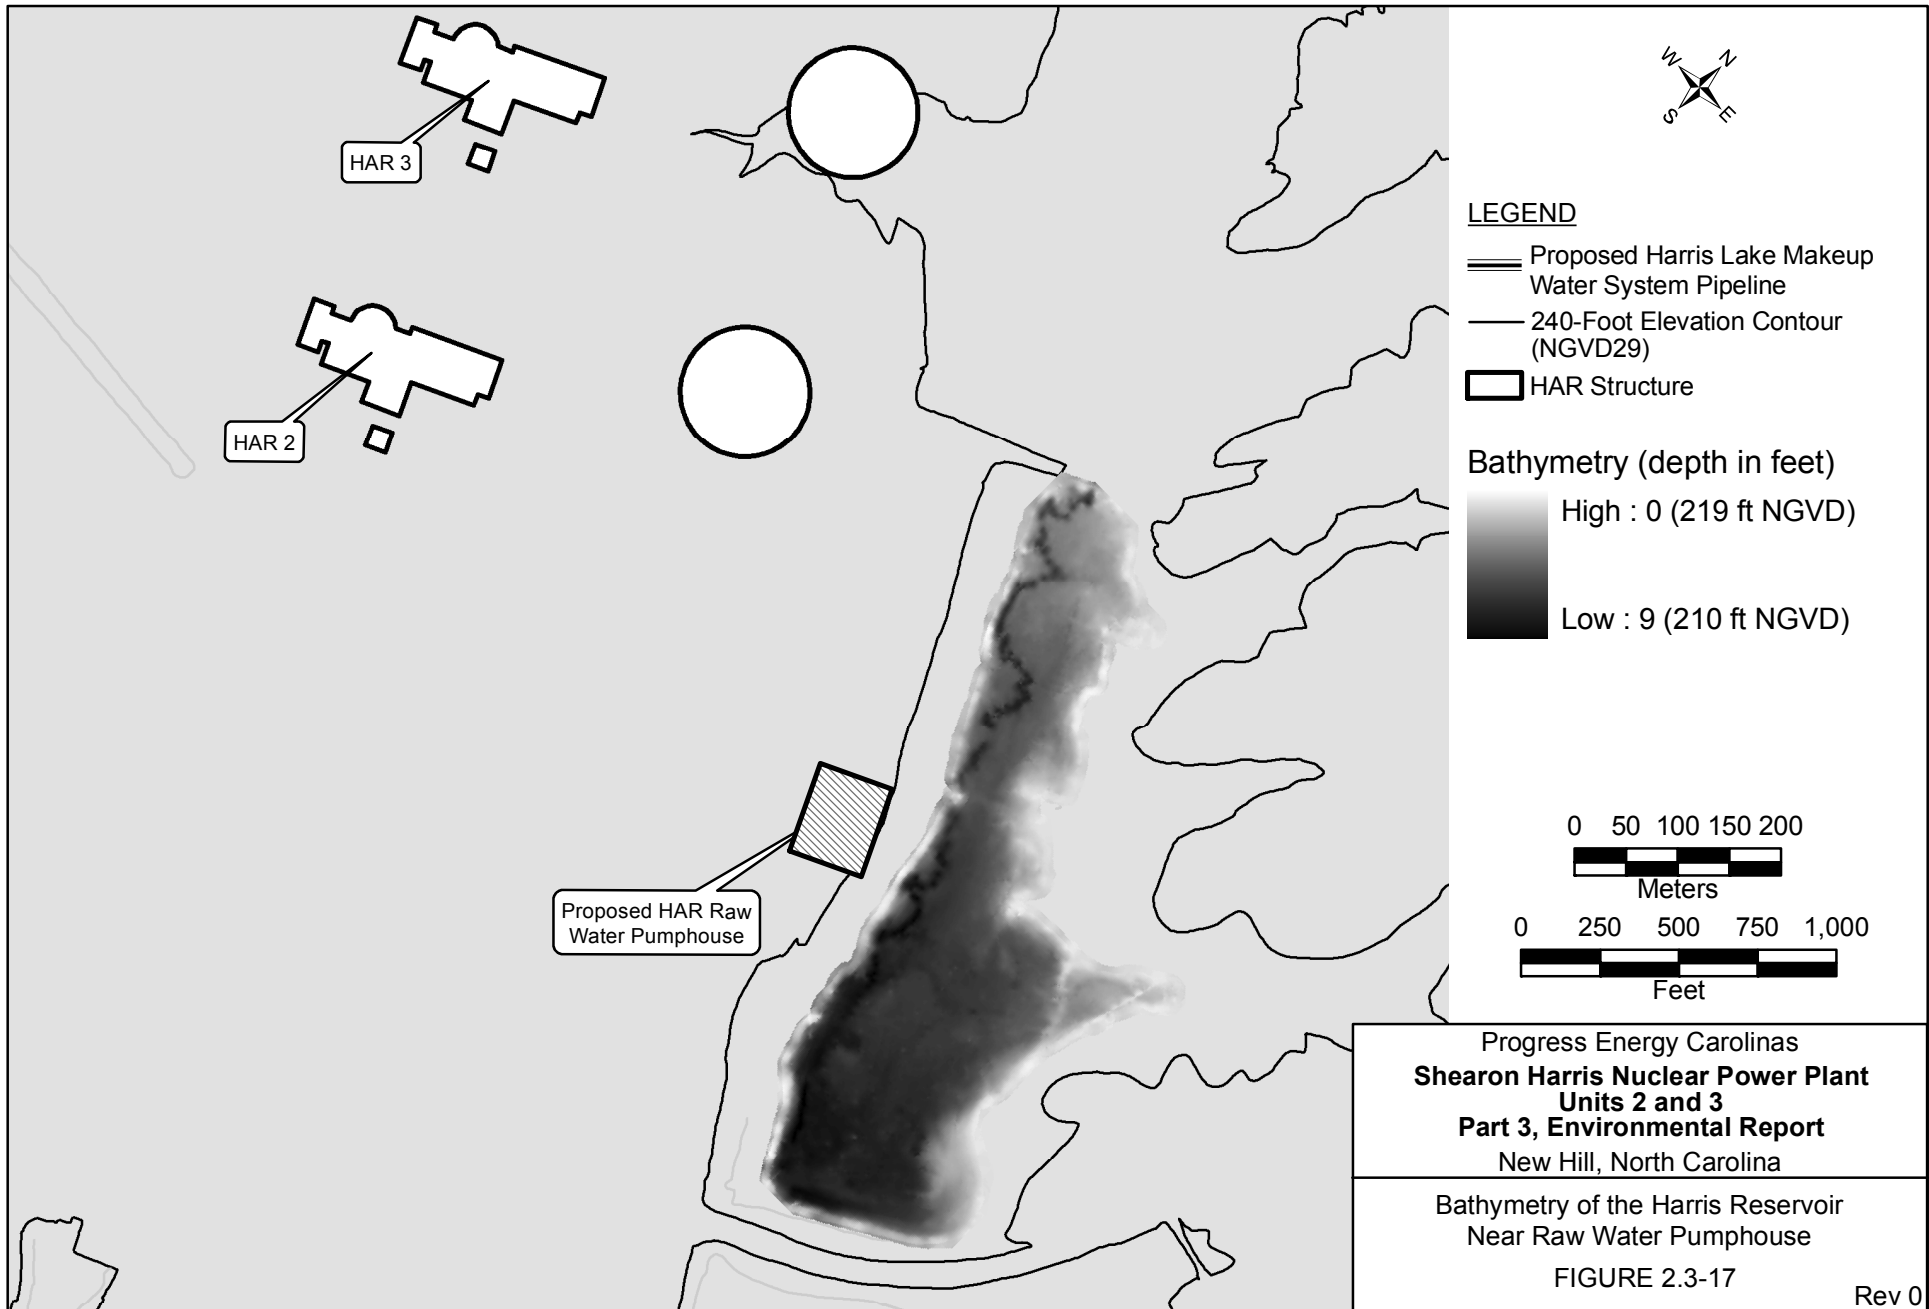 HAR 3
HAR 2
Proposed HAR Raw
Water Pumphouse
W
N
S
E
LEGEND
Proposed Harris Lake Makeup
Water System Pipeline
240-Foot Elevation Contour
(NGVD29)
HAR Structure
Bathymetry (depth in feet)
High : 0 (219 ft NGVD)
Low : 9 (210 ft NGVD)
0 50 100 150 200
Meters
0 250 500 750 1,000
Feet
Progress Energy Carolinas
Shearon Harris Nuclear Power Plant
Units 2 and 3
Part 3, Environmental Report
New Hill, North Carolina
Bathymetry of the Harris Reservoir
Near Raw Water Pumphouse
FIGURE 2.3-17
Rev 0